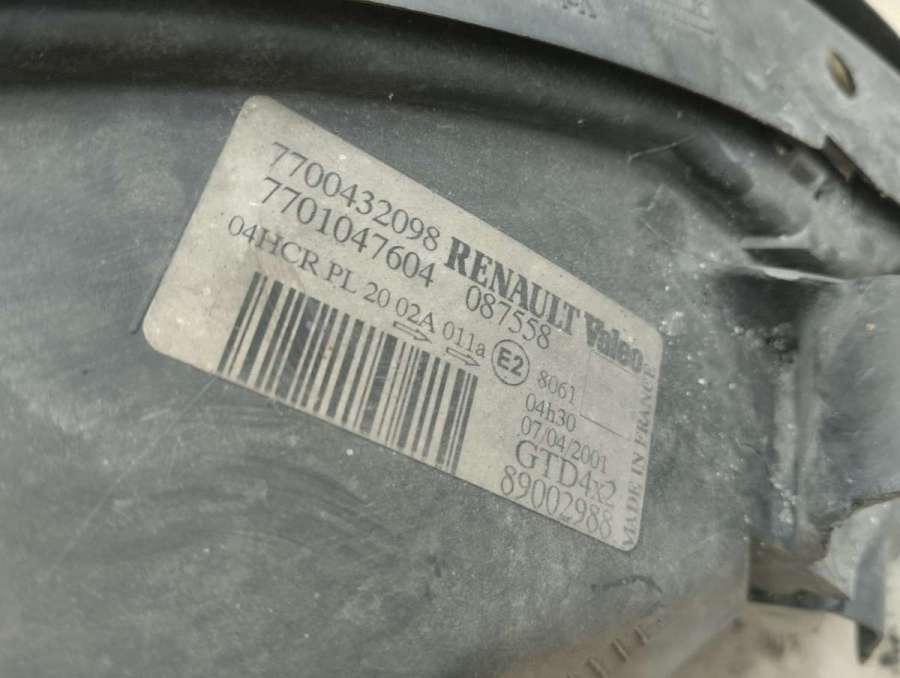 7700432098
7701047604
RENAULT Valeo
087558
04HCR PL 20 02A 011a E2 8061
04h30
07/04/2001
GTD4x2
89002988
MADE IN FRANCE